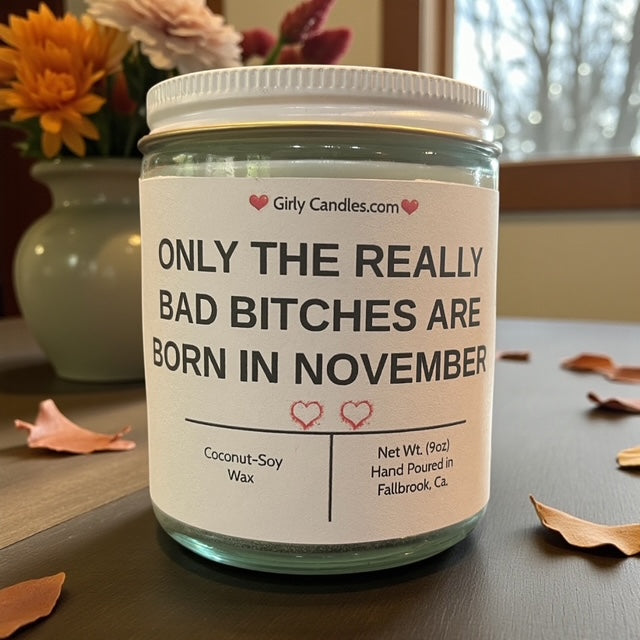 Girly Candles.com
ONLY THE REALLY
BAD BITCHES ARE
BORN IN NOVEMBER
Coconut-Soy
Wax
Net Wt. (9oz)
Hand Poured in
Fallbrook, Ca.